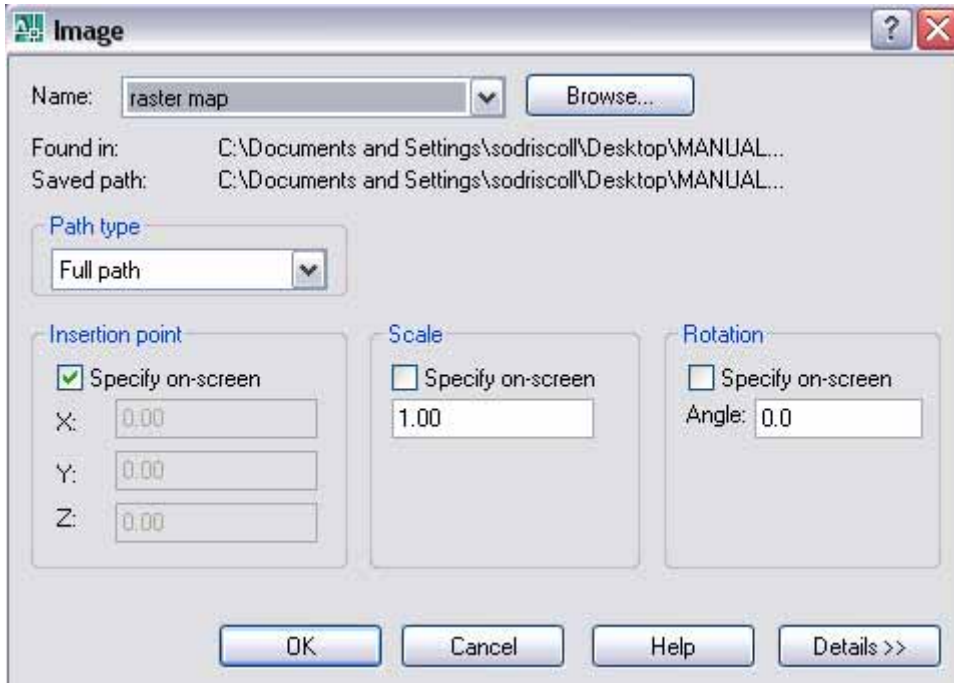 Image
Name: raster map Browse...
Found in: C:\Documents and Settings\sodriscoll\Desktop\MANUAL...
Saved path: C:\Documents and Settings\sodriscoll\Desktop\MANUAL...
Path type
Full path
Insertion point Scale Rotation
Specify on-screen Specify on-screen Specify on-screen
X: 0.00 1.00 Angle: 0.0
Y: 0.00
Z: 0.00
OK Cancel Help Details >>